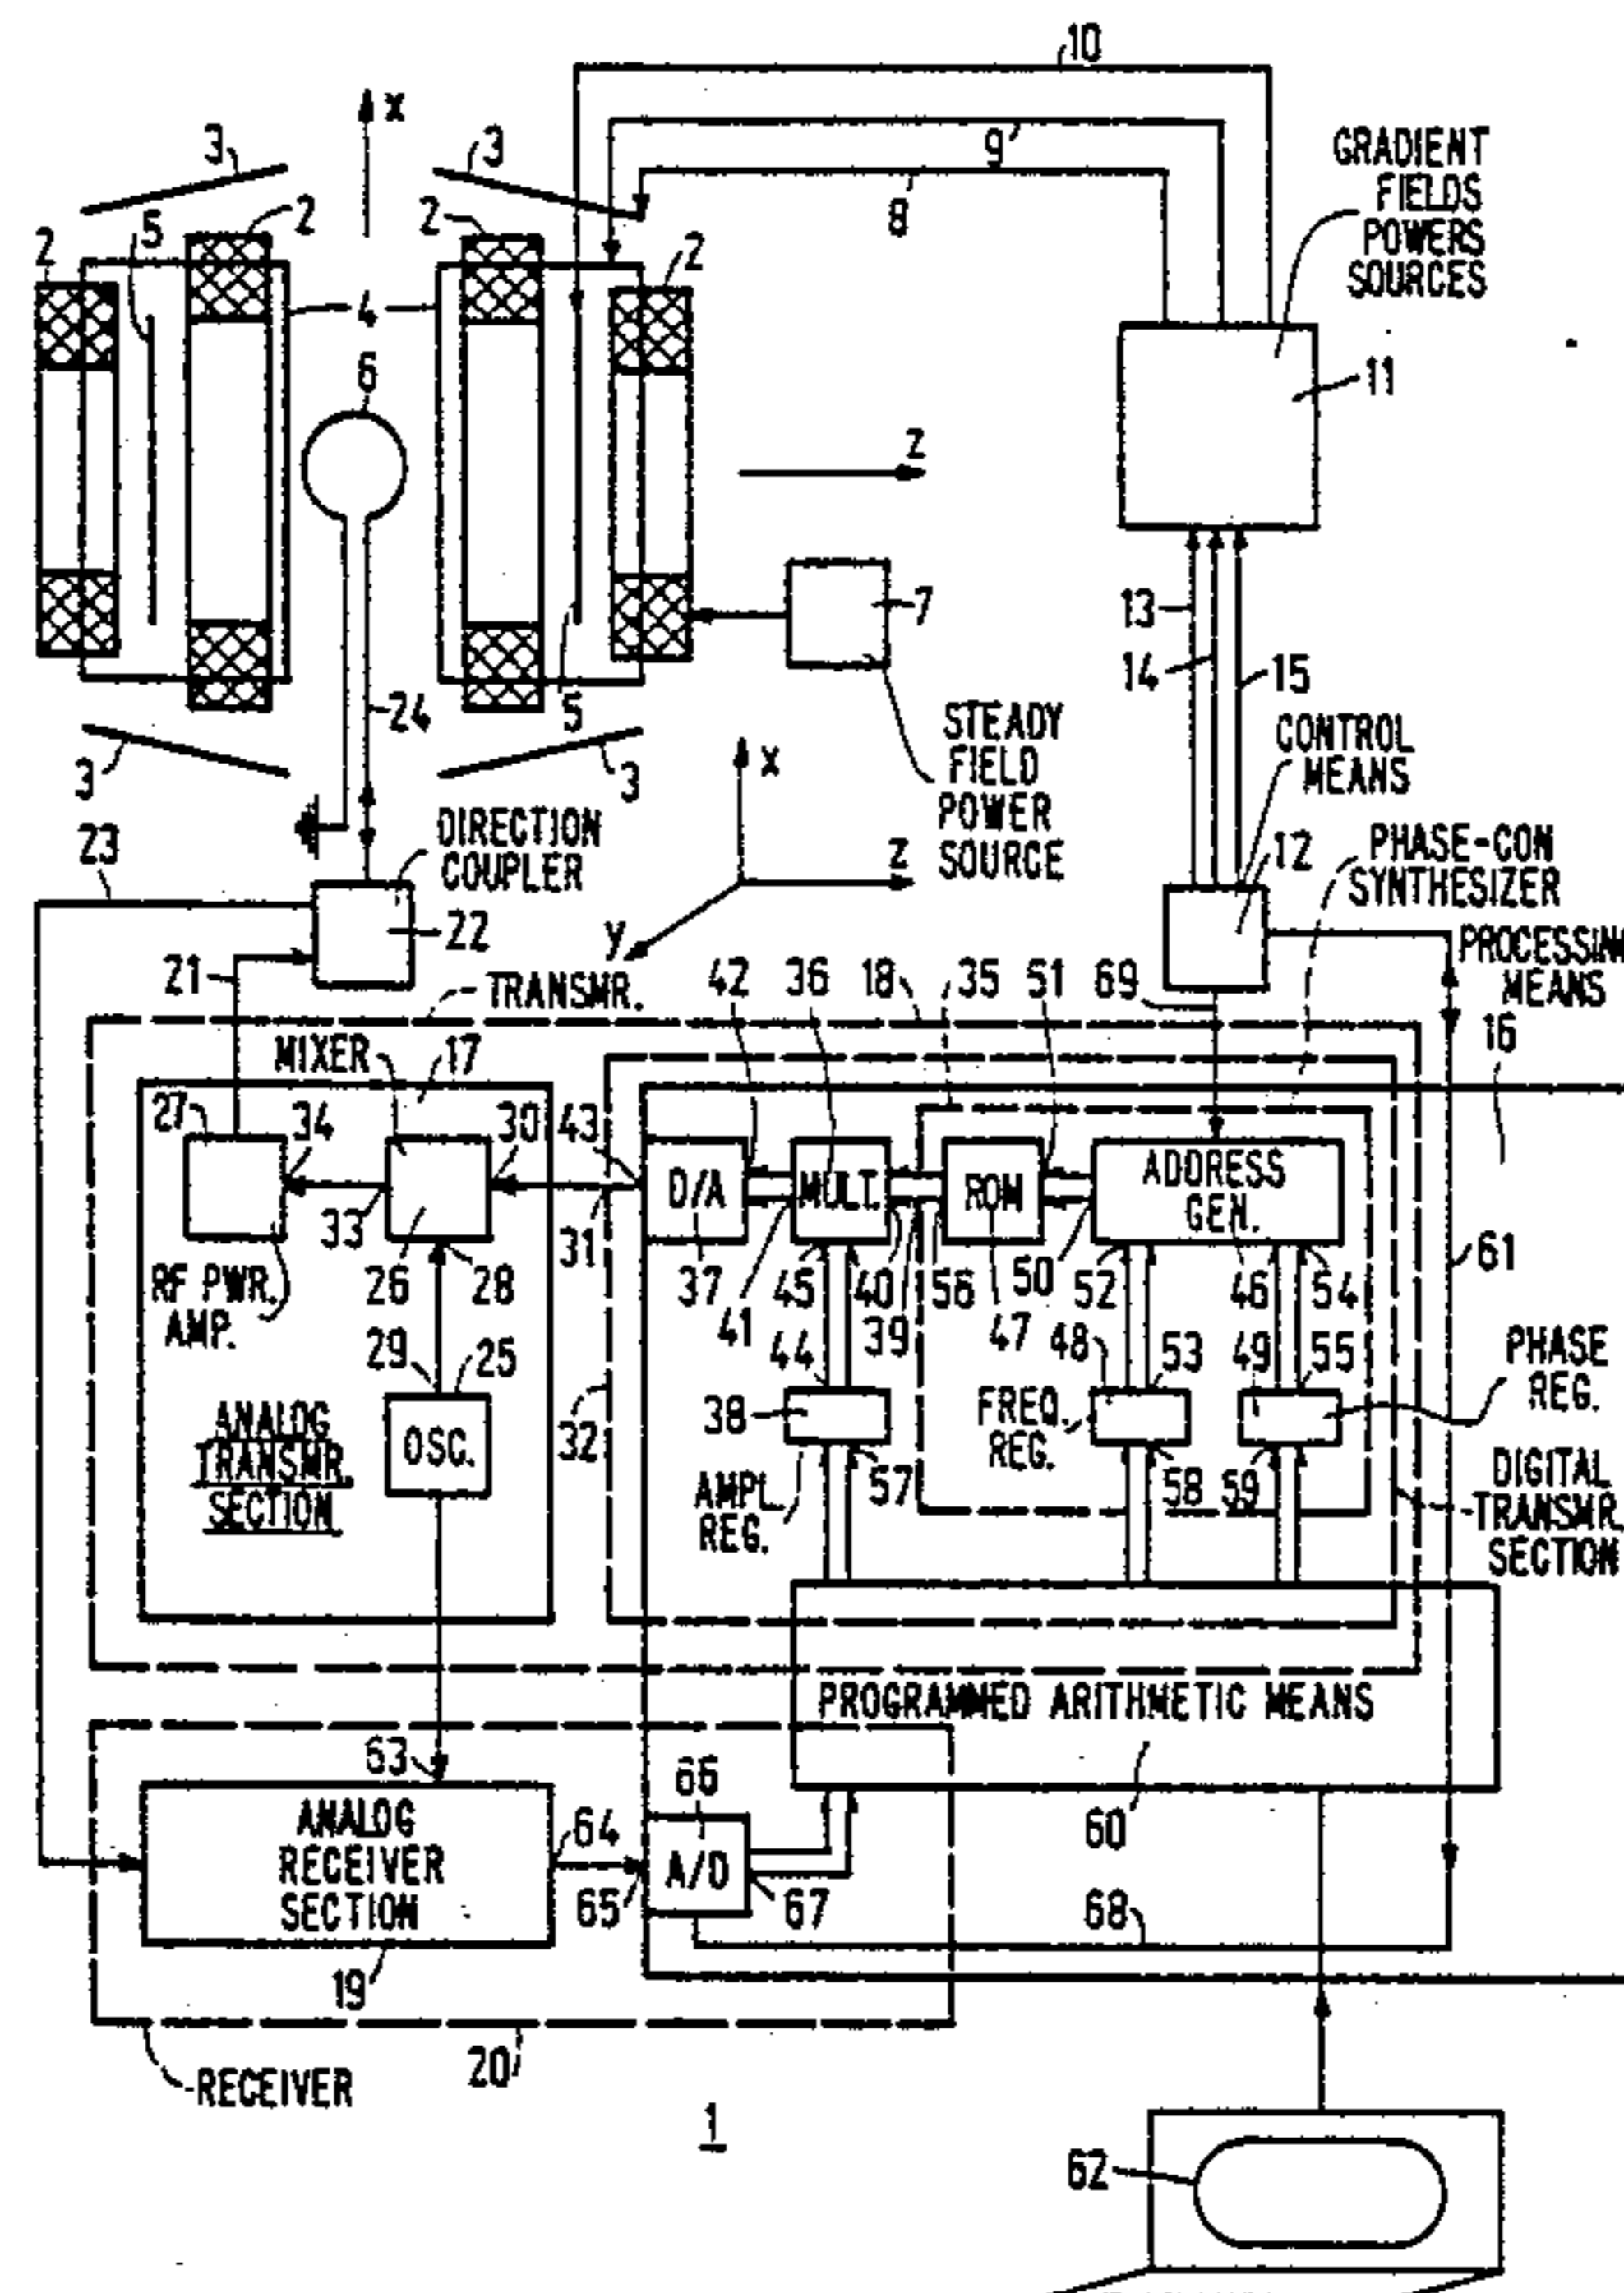 10
x
3
3
9
GRADIENT
FIELDS
POWERS
SOURCES
8
2
5
2
2
2
4
6
11
z
7
13
14
15
24
5
3
3
STEADY
FIELD
POWER
SOURCE
x
z
y
CONTROL
MEANS
12
23
DIRECTION
COUPLER
22
PHASE-CON
SYNTHESIZER
PROCESSING
MEANS
16
21
TRANSMR.
42
36
18
35
51
69
MIXER
17
27
34
30
43
D/A
MULT.
ROM
ADDRESS
GEN.
33
31
61
RF PWR.
AMP.
26
28
37
41
45
40
39
56
50
47
52
46
54
29
25
32
44
48
53
49
55
PHASE
REG.
38
FREQ.
REG.
ANALOG
TRANSMR.
SECTION
OSC.
AMPL.
REG.
57
58
59
DIGITAL
TRANSMR.
SECTION
PROGRAMMED ARITHMETIC MEANS
63
66
60
ANALOG
RECEIVER
SECTION
64
65
A/D
67
68
19
20
RECEIVER
1
62